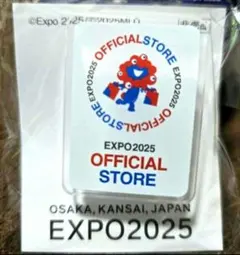 ©Expo 2025
OFFICIALSTORE EXPO2025 OFFICIALSTORE EXPO2025
EXPO2025
OFFICIAL
STORE
OSAKA, KANSAI, JAPAN
EXPO2025